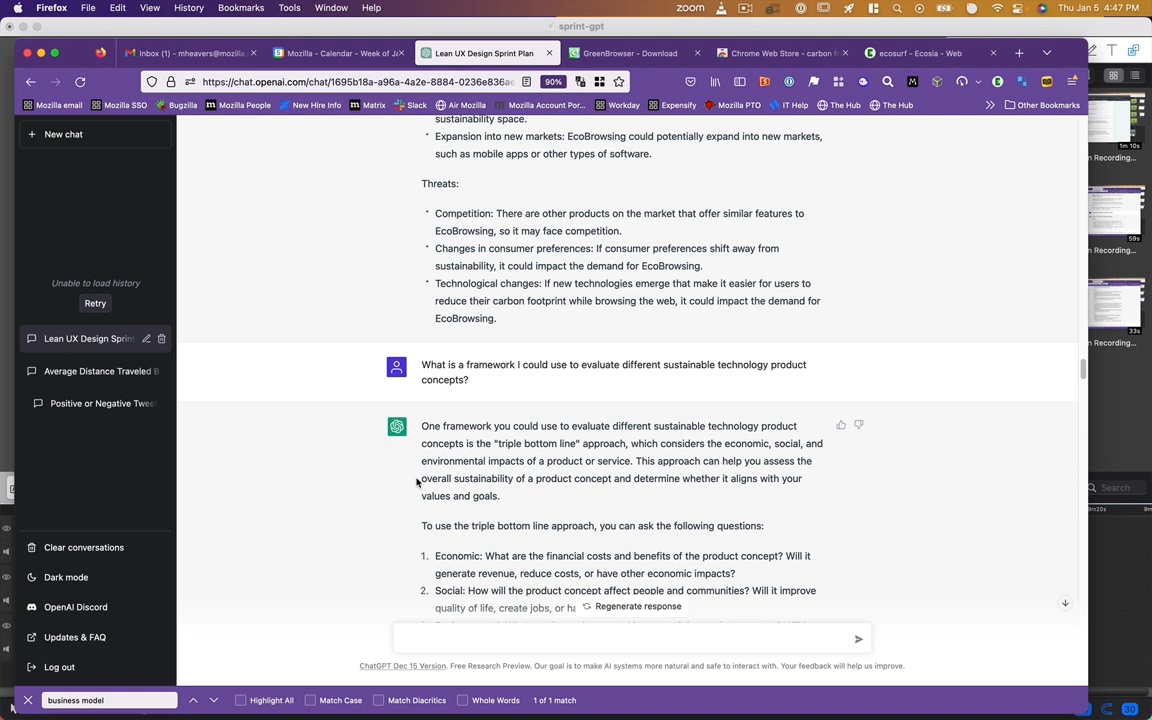 Firefox File Edit View History Bookmarks Tools Window Help zoom Thu Jan 5 4:47 PM
sprint-gpt
Inbox (1) - mheavers@mozilla Mozilla - Calendar - Week of Ja Lean UX Design Sprint Plan GreenBrowser - Download Chrome Web Store - carbon f ecosurf - Ecosia - Web
https://chat.openai.com/chat/1695b18a-a96a-4a2e-8884-0236e836ae 90%
Mozilla email Mozilla SSO Bugzilla Mozilla People New Hire Info Matrix Slack Air Mozilla Mozilla Account Por... Workday Expensify Mozilla PTO IT Help The Hub The Hub Other Bookmarks
New chat
Unable to load history
Retry
Lean UX Design Sprint
Average Distance Traveled B
Positive or Negative Twee
Clear conversations
Dark mode
OpenAI Discord
Updates & FAQ
Log out
sustainability space.
· Expansion into new markets: EcoBrowsing could potentially expand into new markets,
such as mobile apps or other types of software.
Threats:
· Competition: There are other products on the market that offer similar features to
EcoBrowsing, so it may face competition.
· Changes in consumer preferences: If consumer preferences shift away from
sustainability, it could impact the demand for EcoBrowsing.
· Technological changes: If new technologies emerge that make it easier for users to
reduce their carbon footprint while browsing the web, it could impact the demand for
EcoBrowsing.
What is a framework I could use to evaluate different sustainable technology product
concepts?
One framework you could use to evaluate different sustainable technology product
concepts is the "triple bottom line" approach, which considers the economic, social, and
environmental impacts of a product or service. This approach can help you assess the
overall sustainability of a product concept and determine whether it aligns with your
values and goals.
To use the triple bottom line approach, you can ask the following questions:
1. Economic: What are the financial costs and benefits of the product concept? Will it
generate revenue, reduce costs, or have other economic impacts?
2. Social: How will the product concept affect people and communities? Will it improve
quality of life, create jobs, or ha
Regenerate response
ChatGPT Dec 15 Version. Free Research Preview. Our goal is to make AI systems more natural and safe to interact with. Your feedback will help us improve.
business model Highlight All Match Case Match Diacritics Whole Words 1 of 1 match
1m 10s
n Recording...
59s
n Recording...
33s
n Recording...
Search
9m20s
30